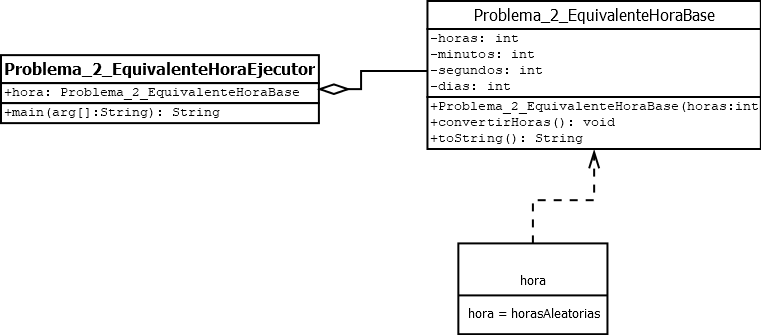 Problema_2_EquivalenteHoraBase
-horas: int
-minutos: int
-segundos: int
-dias: int
+Problema_2_EquivalenteHoraBase(horas:int
+convertirHoras(): void
+toString(): String
Problema_2_EquivalenteHoraEjecutor
+hora: Problema_2_EquivalenteHoraBase
+main(arg[]:String): String
hora
hora = horasAleatorias